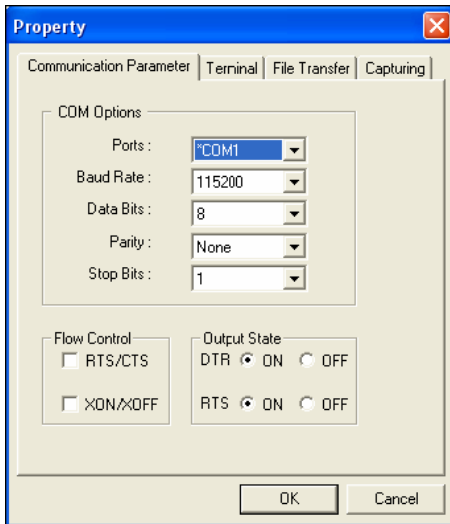 Property
Communication Parameter Terninal File Transfer Capturing
COM Options
Ports : *COM1
Baud Rate : 115200
Data Bits : 8
Parity : None
Stop Bits : 1
Flow Control Output State
RTS/CTS DTR ON OFF
XON/XOFF RTS ON OFF
OK Cancel